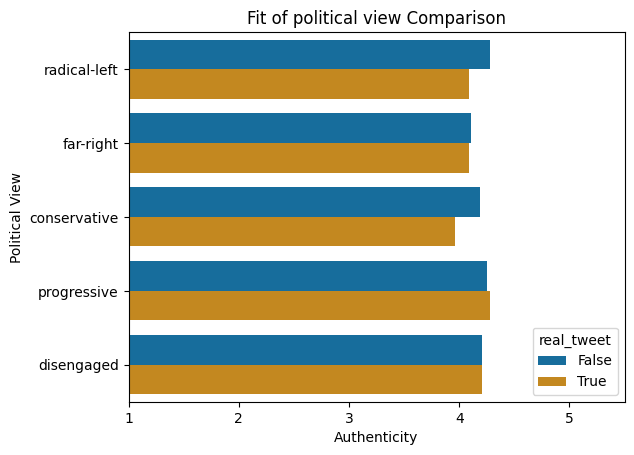 Fit of political view Comparison
Political View
radical-left
far-right
conservative
progressive
disengaged
real_tweet
False
True
1 2 3 4 5
Authenticity